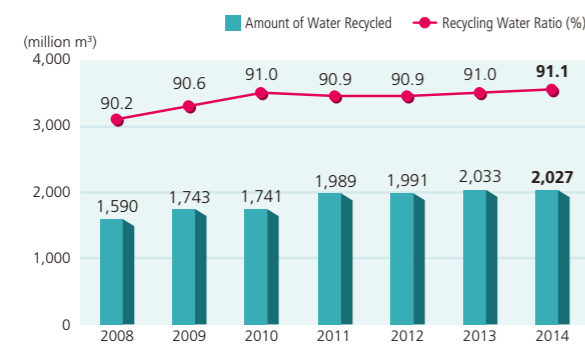 Amount of Water Recycled Recycling Water Ratio (%)
(million m³)
4,000
90.2 90.6 91.0 90.9 90.9 91.0 91.1
3,000
2,000
1,590 1,743 1,741 1,989 1,991 2,033 2,027
1,000
0
2008 2009 2010 2011 2012 2013 2014